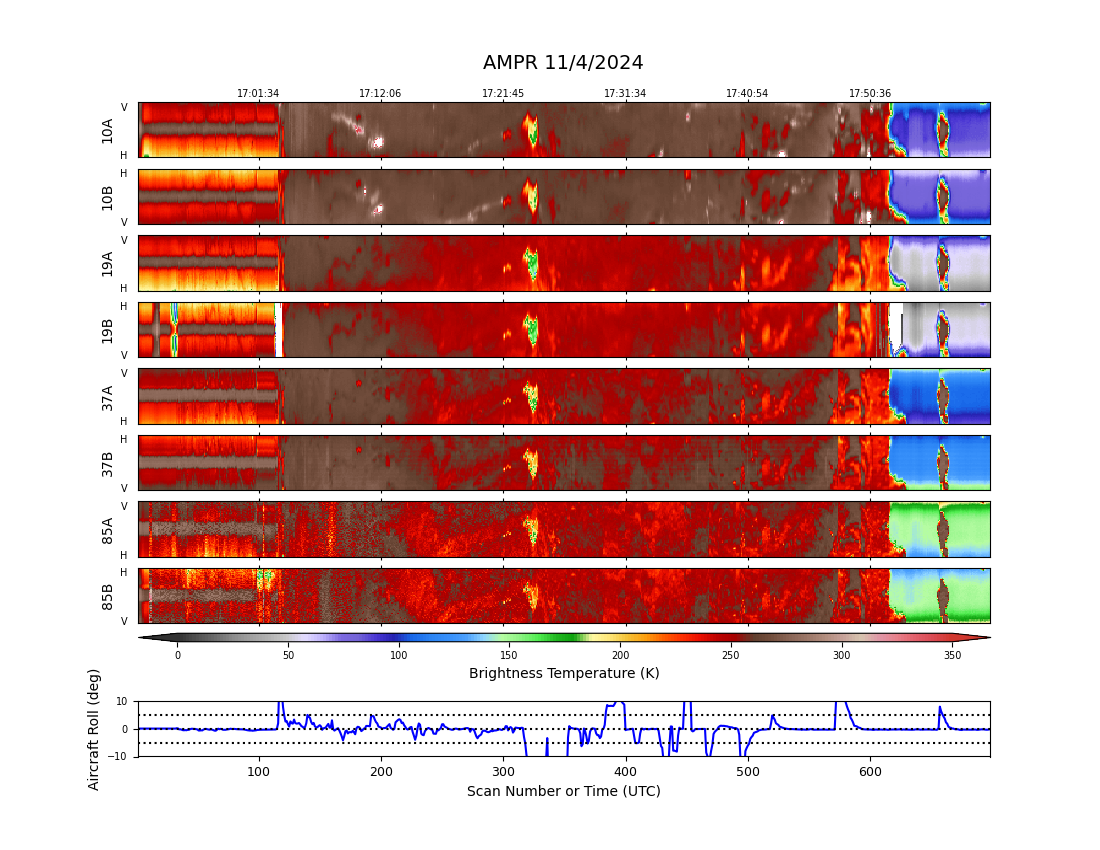 AMPR 11/4/2024
17:01:34 17:12:06 17:21:45 17:31:34 17:40:54 17:50:36
V
10A
H
H
10B
V
V
19A
H
H
19B
V
V
37A
H
H
37B
V
V
85A
H
H
85B
V
0 50 100 150 200 250 300 350
Brightness Temperature (K)
Aircraft Roll (deg)
10
0
−10
100 200 300 400 500 600
Scan Number or Time (UTC)